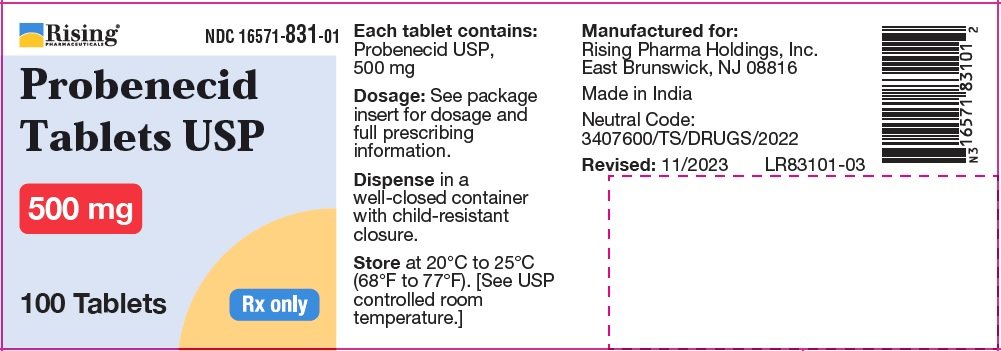 Rising®
PHARMACEUTICALS
NDC 16571-831-01
Probenecid
Tablets USP
500 mg
100 Tablets
Rx only
Each tablet contains:
Probenecid USP,
500 mg
Dosage: See package
insert for dosage and
full prescribing
information.
Dispense in a
well-closed container
with child-resistant
closure.
Store at 20°C to 25°C
(68°F to 77°F). [See USP
controlled room
temperature.]
Manufactured for:
Rising Pharma Holdings, Inc.
East Brunswick, NJ 08816
Made in India
Neutral Code:
3407600/TS/DRUGS/2022
Revised: 11/2023 LR83101-03
N3 16571 83101 2